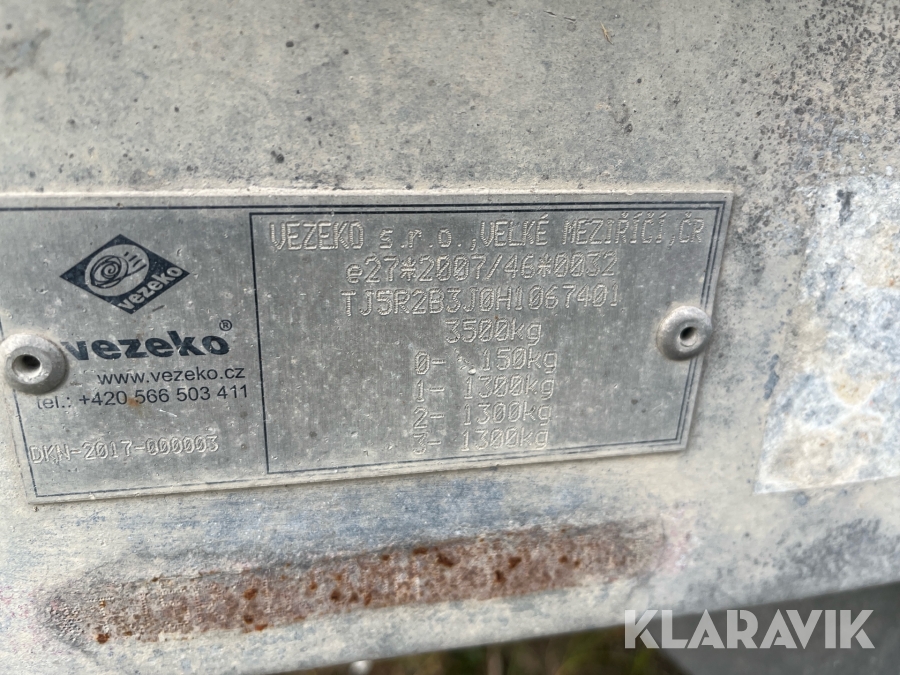 vezeko
vezeko®
www.vezeko.cz
tel.: +420 566 503 411
DKN-2017-000003
VEZEKO s.r.o.,VELKÉ MEZIŘÍČÍ,ČR
e27*2007/46*0032
TJ5R2B3J0H1067401
3500kg
0- 150kg
1- 1300kg
2- 1300kg
3- 1300kg
KLARAVIK